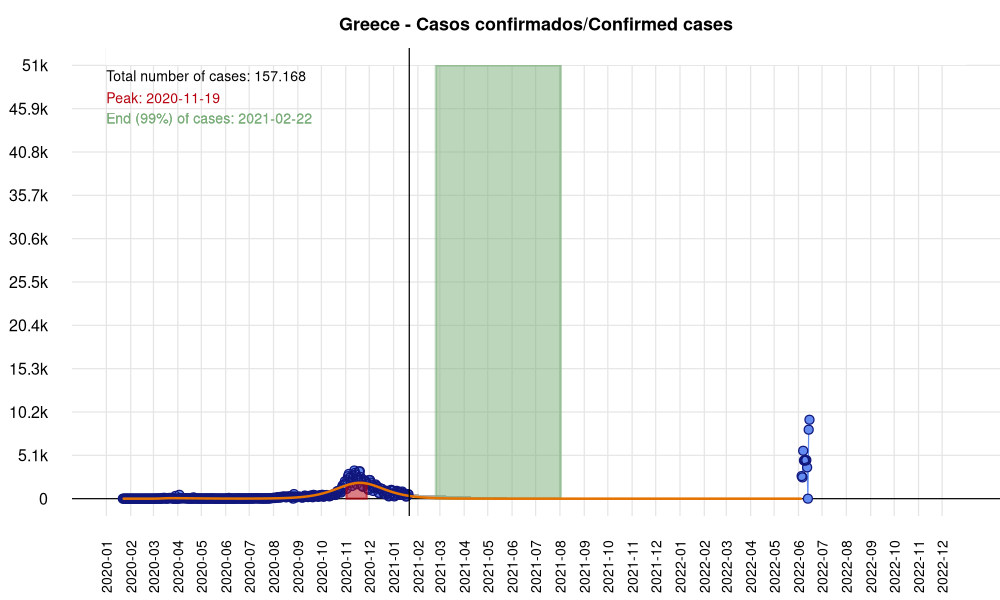 Greece - Casos confirmados/Confirmed cases
Total number of cases: 157.168
Peak: 2020-11-19
End (99%) of cases: 2021-02-22
51k
45.9k
40.8k
35.7k
30.6k
25.5k
20.4k
15.3k
10.2k
5.1k
0
2020-01
2020-02
2020-03
2020-04
2020-05
2020-06
2020-07
2020-08
2020-09
2020-10
2020-11
2020-12
2021-01
2021-02
2021-03
2021-04
2021-05
2021-06
2021-07
2021-08
2021-09
2021-10
2021-11
2021-12
2022-01
2022-02
2022-03
2022-04
2022-05
2022-06
2022-07
2022-08
2022-09
2022-10
2022-11
2022-12